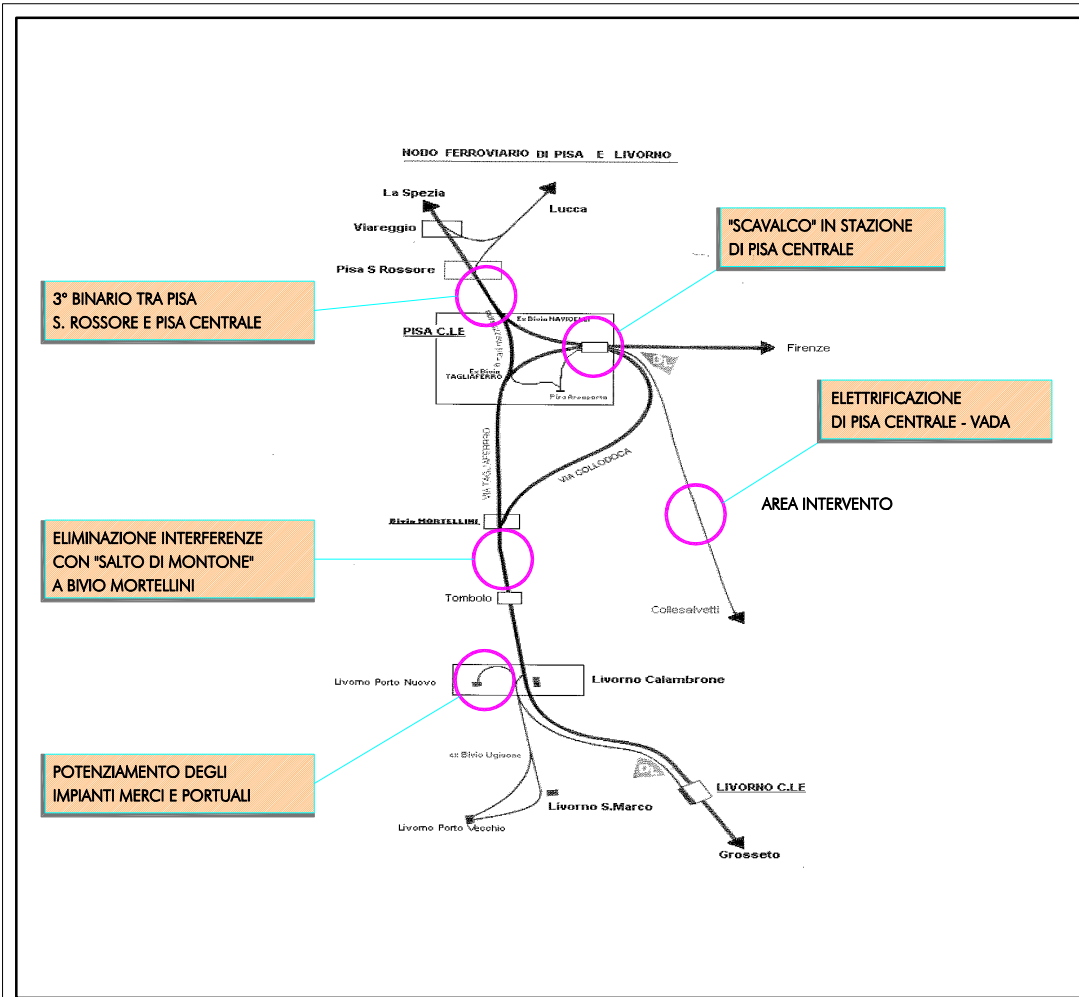 NODO FERROVIARIO DI PISA E LIVORNO
La Spezia
Lucca
Viareggio
"SCAVALCO" IN STAZIONE
DI PISA CENTRALE
Pisa S Rossore
3° BINARIO TRA PISA
S. ROSSORE E PISA CENTRALE
Ex Bivio
PISA C.LE
Firenze
Ex Bivio
TAGLIAFERRO
Pisa Aeroporto
ELETTRIFICAZIONE
DI PISA CENTRALE - VADA
VIA TAGLIAFERRO
VIA COLLODOCA
AREA INTERVENTO
Bivio MORTELLINI
ELIMINAZIONE INTERFERENZE
CON "SALTO DI MONTONE"
A BIVIO MORTELLINI
Tombolo
Collesalvetti
Livorno Porto Nuovo
Livorno Calambrone
ex Bivio Ugione
POTENZIAMENTO DEGLI
IMPIANTI MERCI E PORTUALI
LIVORNO C.LE
Livorno S.Marco
Livorno Porto Vecchio
Grosseto